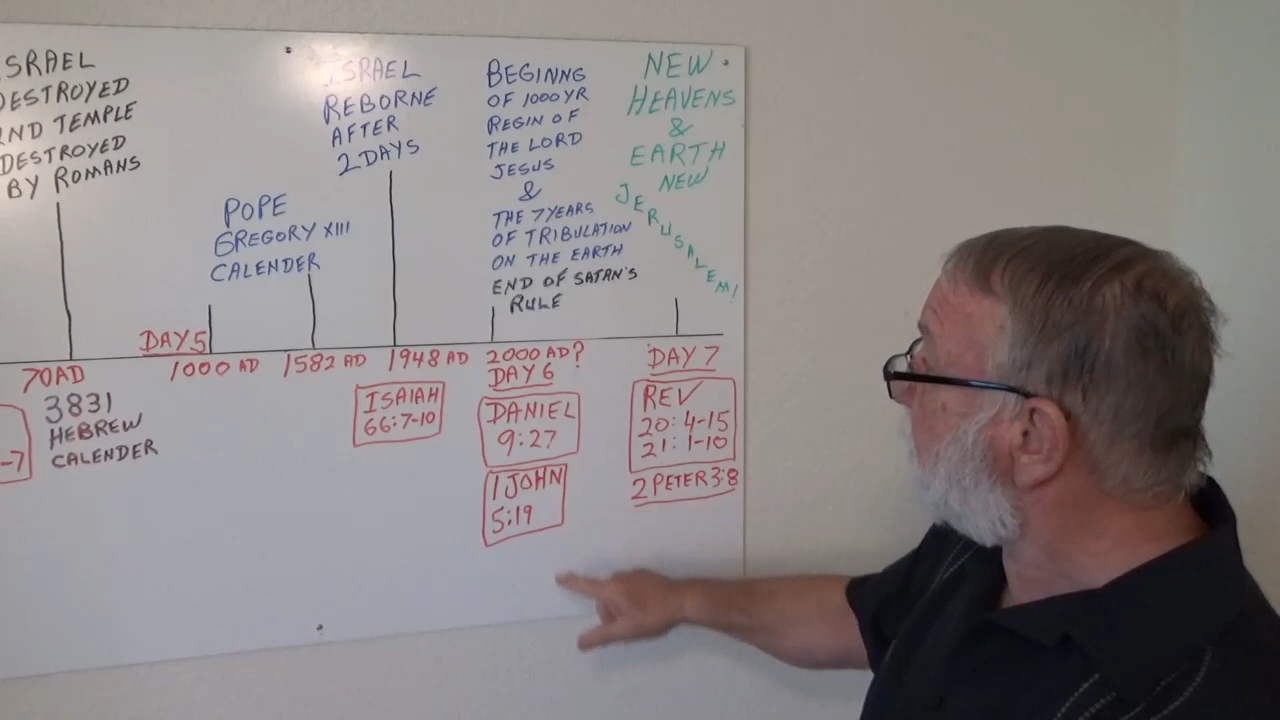 SRAEL
DESTROYED
ND TEMPLE
DESTROYED
BY ROMANS
POPE
GREGORY XIII
CALENDER
ISRAEL
REBORNE
AFTER
2 DAYS
BEGINNG
OF 1000 YR
REGIN OF
THE LORD
JESUS
&
THE 7 YEARS
OF TRIBULATION
ON THE EARTH
END OF SATAN'S
RULE
NEW
HEAVENS
&
EARTH
NEW
JERUSALEM!
DAY 5
70 AD
1000 AD
1582 AD
1948 AD
2000 AD?
DAY 6
DAY 7
-7
3831
HEBREW
CALENDER
ISAIAH
66:7-10
DANIEL
9:27
1 JOHN
5:19
REV
20:4-15
21:1-10
2 PETER 3:8